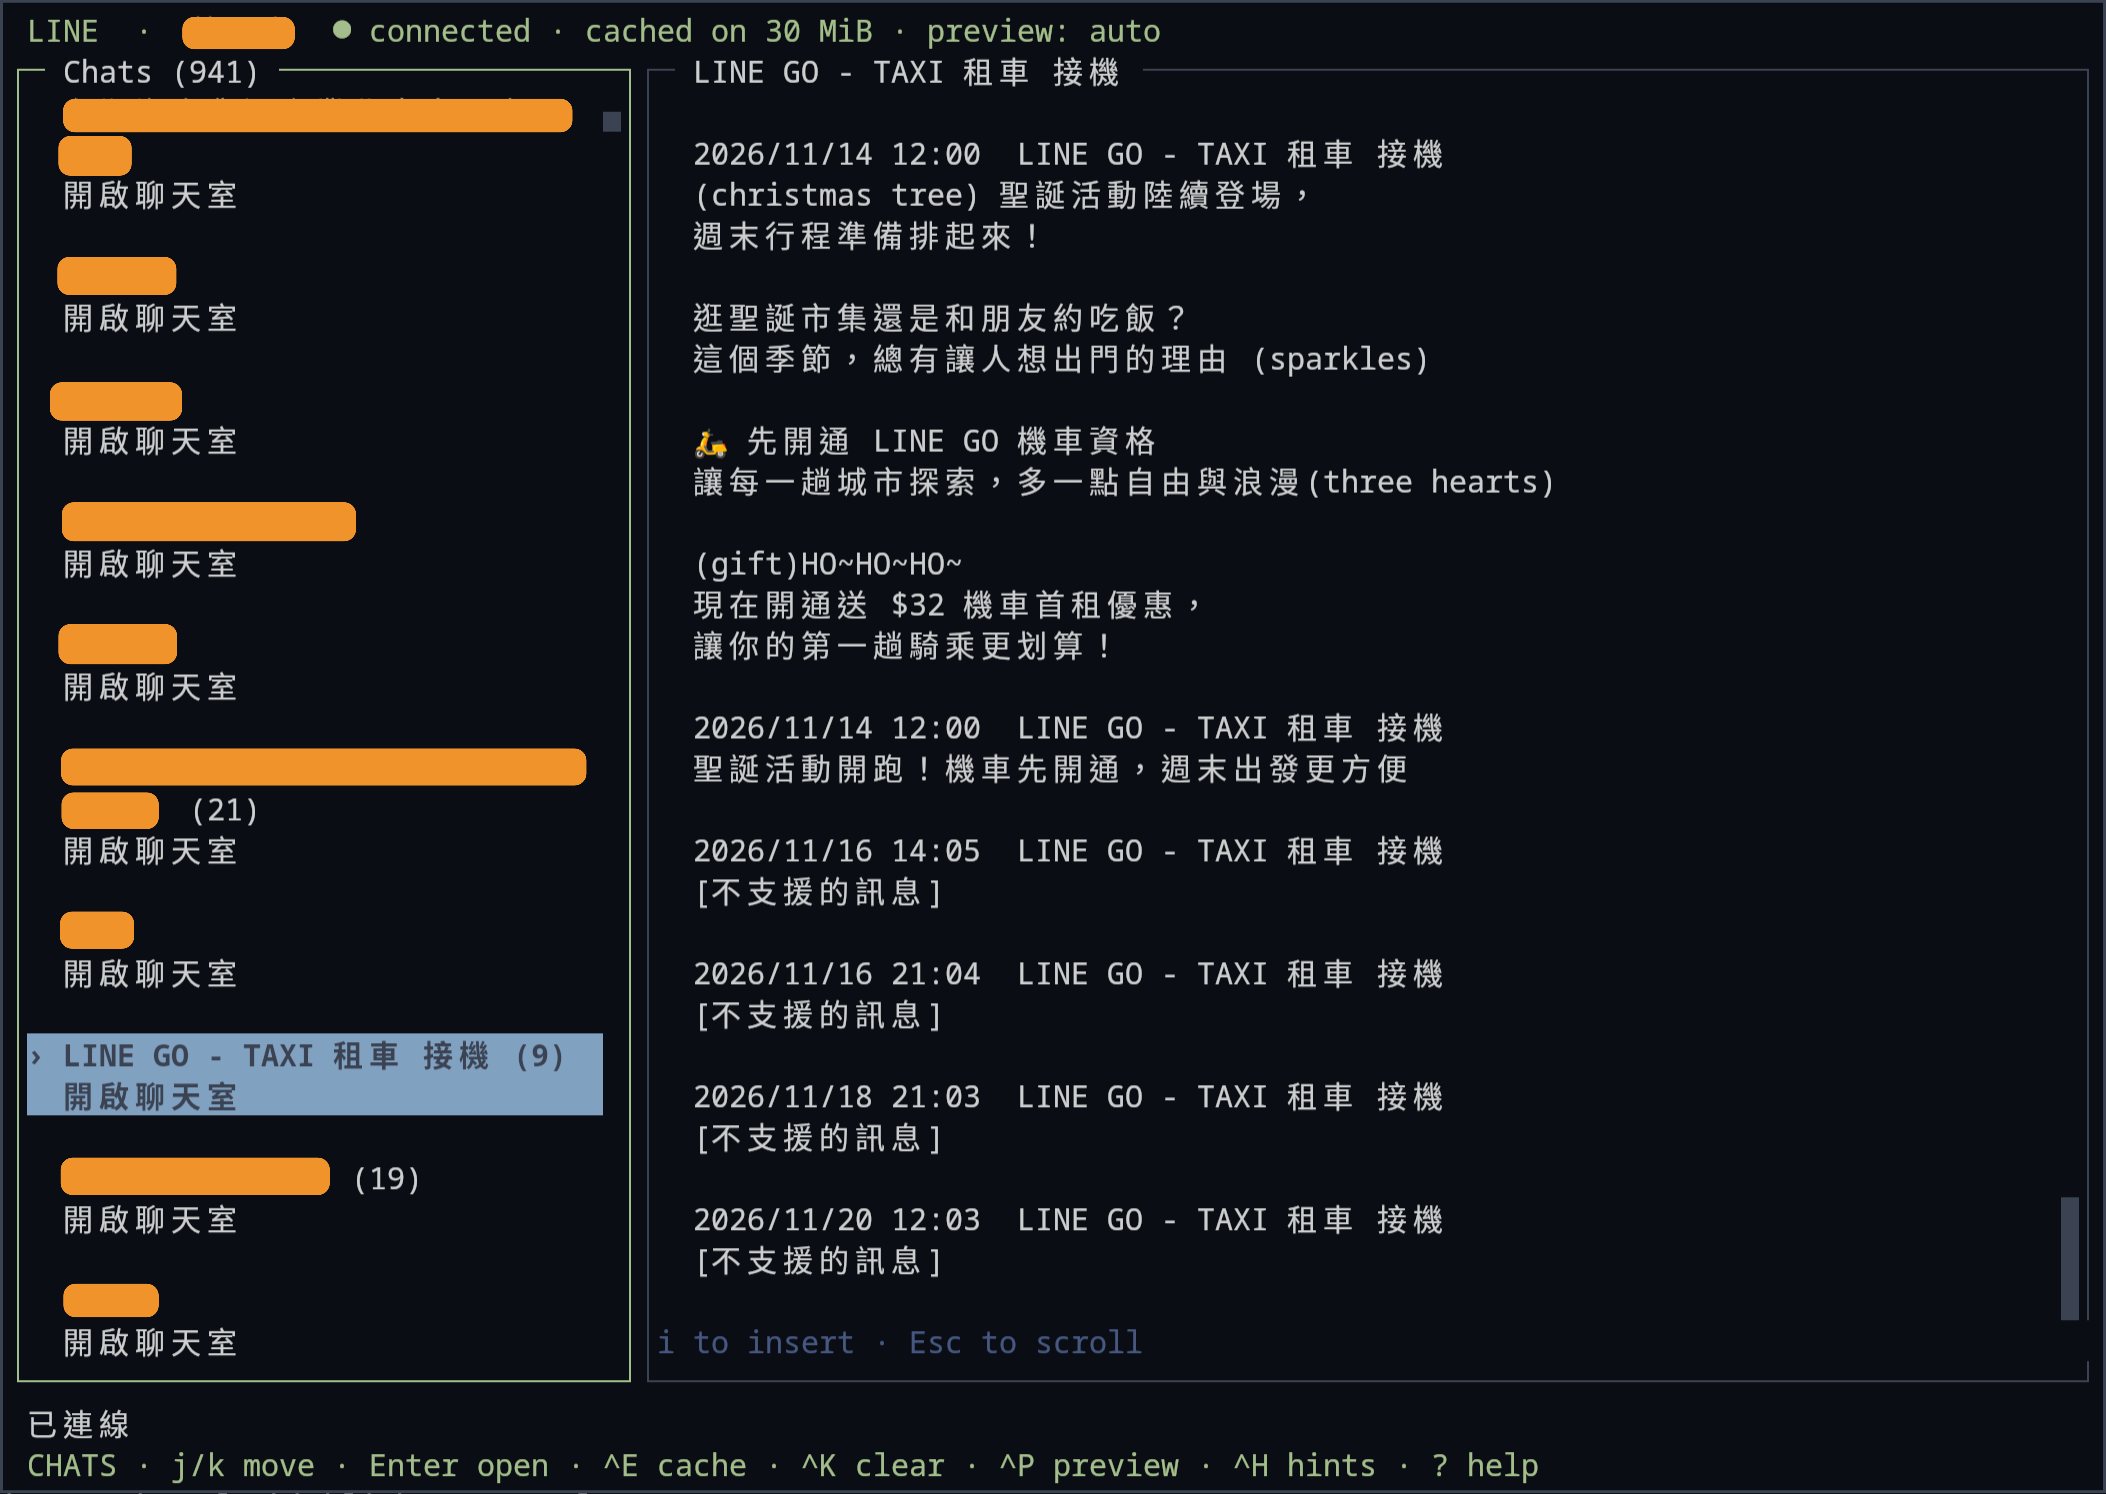 LINE · ● connected · cached on 30 MiB · preview: auto
Chats (941)
開啟聊天室
開啟聊天室
開啟聊天室
開啟聊天室
開啟聊天室
(21)
開啟聊天室
開啟聊天室
› LINE GO - TAXI 租車 接機 (9)
開啟聊天室
(19)
開啟聊天室
開啟聊天室
LINE GO - TAXI 租車 接機
2026/11/14 12:00 LINE GO - TAXI 租車 接機
(christmas tree) 聖誕活動陸續登場，
週末行程準備排起來！
逛聖誕市集還是和朋友約吃飯？
這個季節，總有讓人想出門的理由 (sparkles)
🛵 先開通 LINE GO 機車資格
讓每一趟城市探索，多一點自由與浪漫(three hearts)
(gift)HO~HO~HO~
現在開通送 $32 機車首租優惠，
讓你的第一趟騎乘更划算！
2026/11/14 12:00 LINE GO - TAXI 租車 接機
聖誕活動開跑！機車先開通，週末出發更方便
2026/11/16 14:05 LINE GO - TAXI 租車 接機
[不支援的訊息]
2026/11/16 21:04 LINE GO - TAXI 租車 接機
[不支援的訊息]
2026/11/18 21:03 LINE GO - TAXI 租車 接機
[不支援的訊息]
2026/11/20 12:03 LINE GO - TAXI 租車 接機
[不支援的訊息]
i to insert · Esc to scroll
已連線
CHATS · j/k move · Enter open · ^E cache · ^K clear · ^P preview · ^H hints · ? help